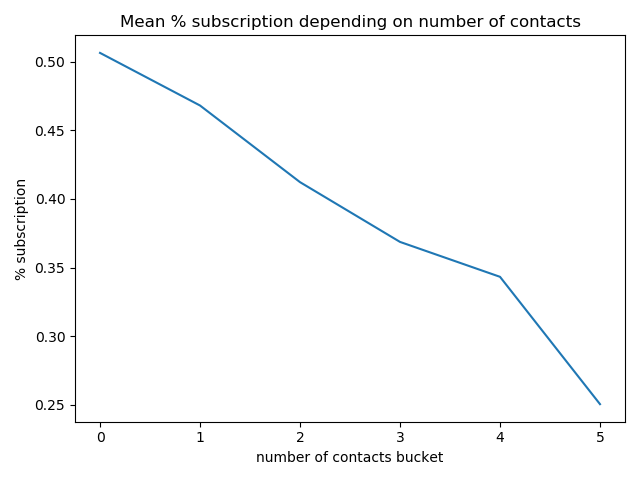 Mean % subscription depending on number of contacts
0.50
0.45
0.40
0.35
0.30
0.25
% subscription
0 1 2 3 4 5
number of contacts bucket